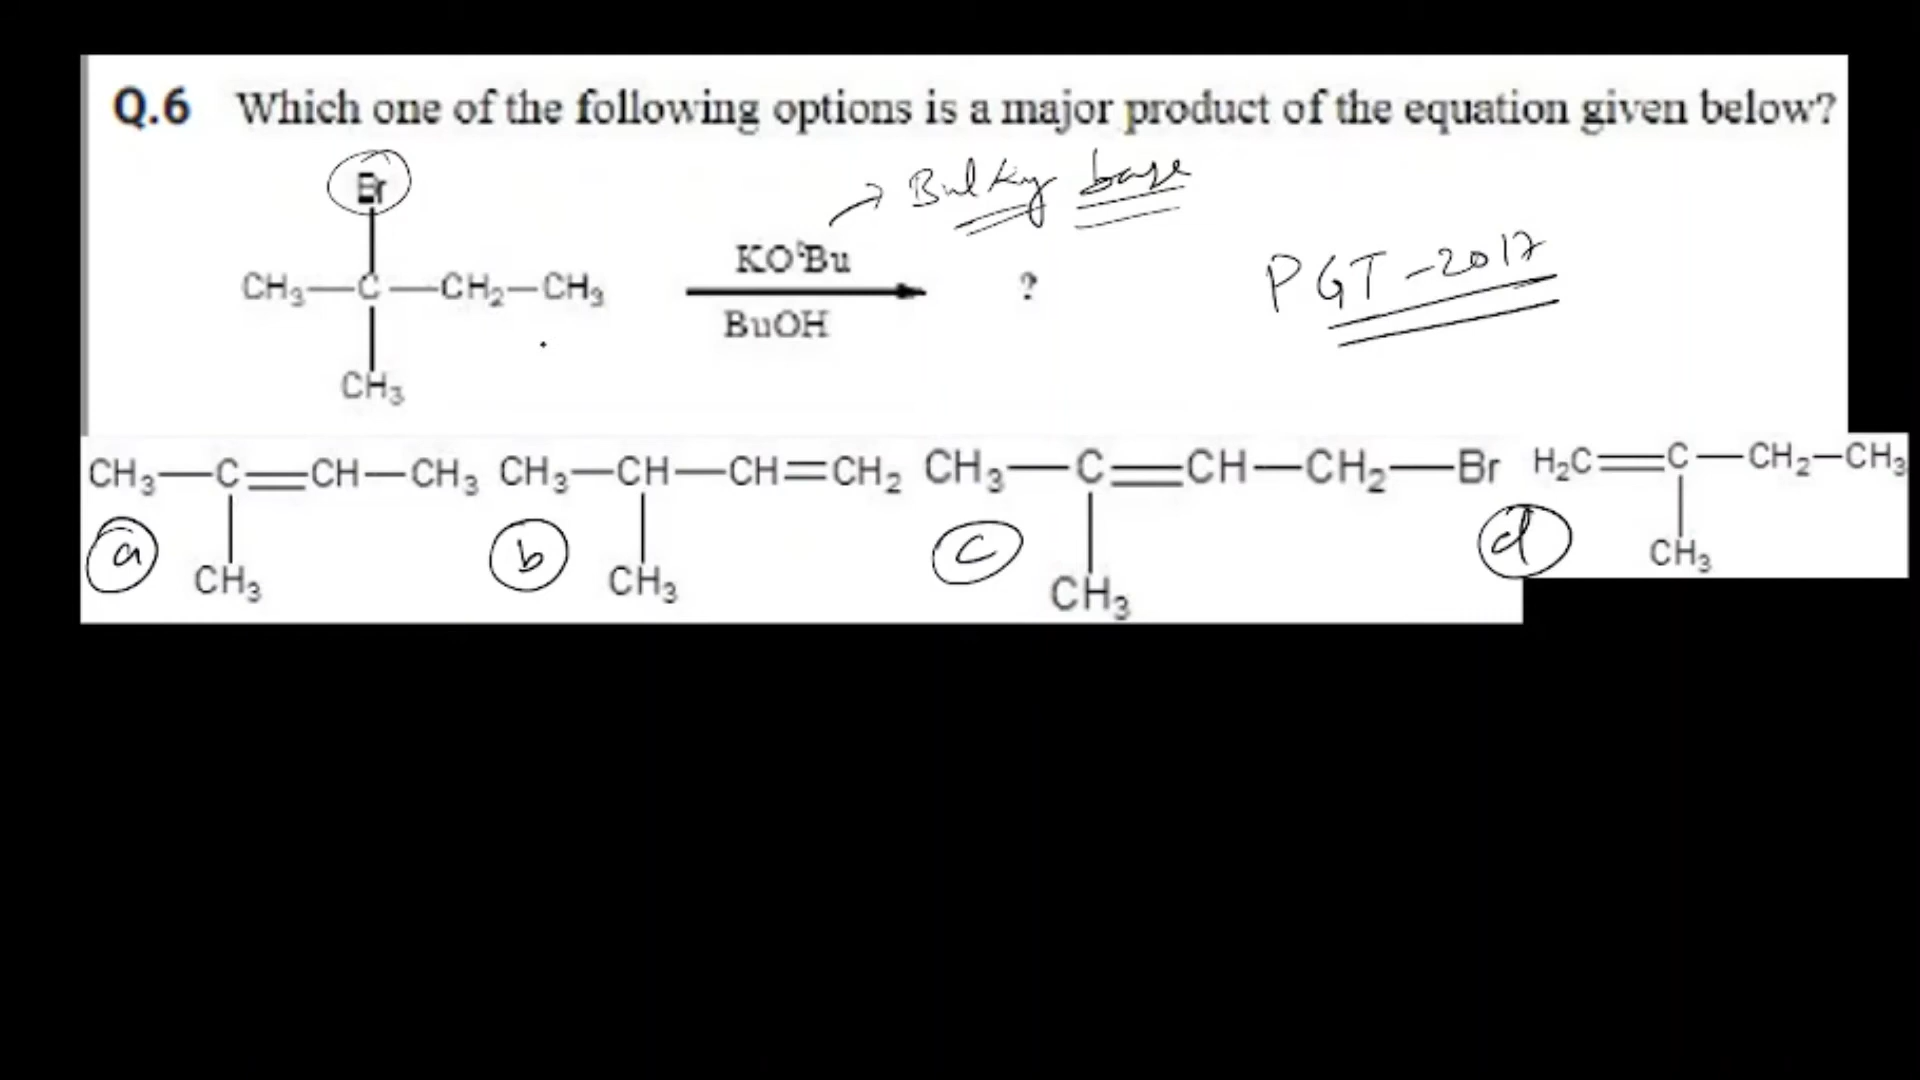 Q.6 Which one of the following options is a major product of the equation given below?
Br
→ Bulky base
KOᵗBu
PGT-2017
CH₃—C—CH₂—CH₃ ?
BuOH
CH₃
CH₃—C=CH—CH₃ CH₃—CH—CH=CH₂ CH₃—C=CH—CH₂—Br H₂C=C—CH₂—CH₃
a b c d
CH₃ CH₃ CH₃ CH₃